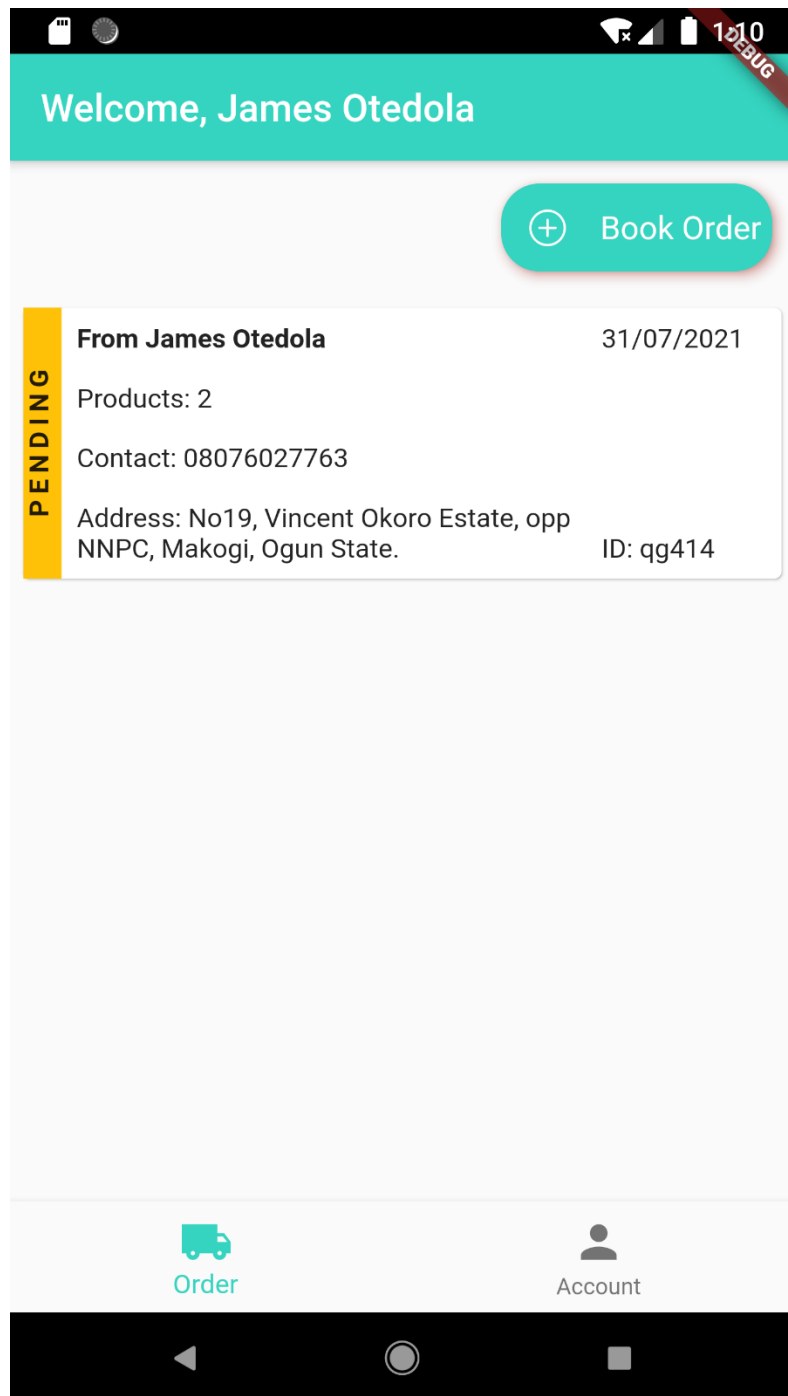 1:10
DEBUG
Welcome, James Otedola
Book Order
PENDING
From James Otedola
31/07/2021
Products: 2
Contact: 08076027763
Address: No19, Vincent Okoro Estate, opp
NNPC, Makogi, Ogun State.
ID: qg414
Order
Account